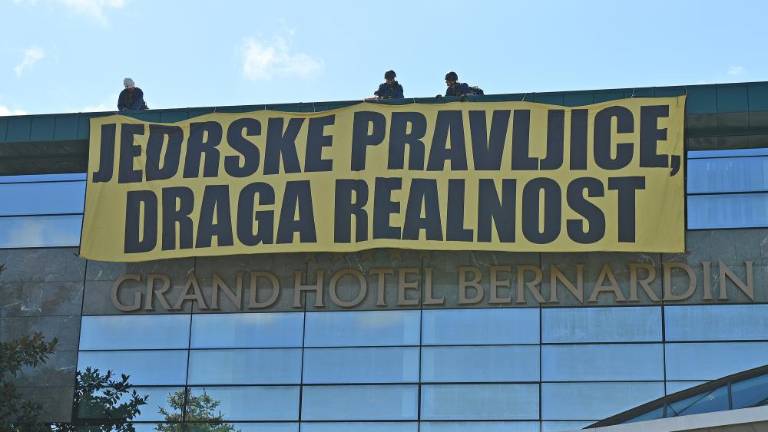 JEDRSKE PRAVLJICE,
DRAGA REALNOST
GRAND HOTEL BERNARDIN